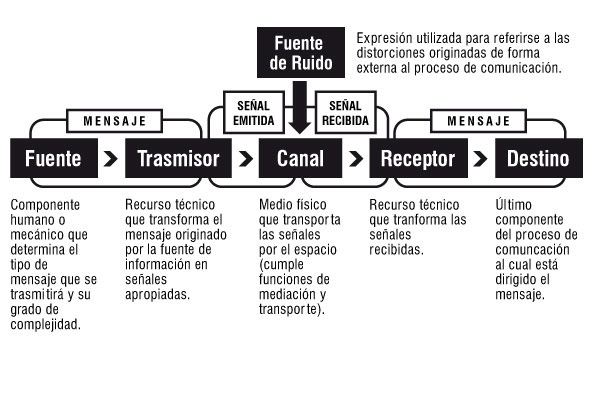 Fuente
de Ruido
Expresión utilizada para referirse a las
distorciones originadas de forma
externa al proceso de comunicación.
MENSAJE
SEÑAL
EMITIDA
SEÑAL
RECIBIDA
MENSAJE
Fuente
Trasmisor
Canal
Receptor
Destino
Componente
humano o
mecánico que
determina el
tipo de
mensaje que se
trasmitirá y su
grado de
complejidad.
Recurso técnico
que transforma el
mensaje originado
por la fuente de
información en
señales
apropiadas.
Medio físico
que transporta
las señales
por el espacio
(cumple
funciones de
mediación y
transporte).
Recurso técnico
que tranforma las
señales
recibidas.
Último
componente
del proceso de
comuncación
al cual está
dirigido el
mensaje.